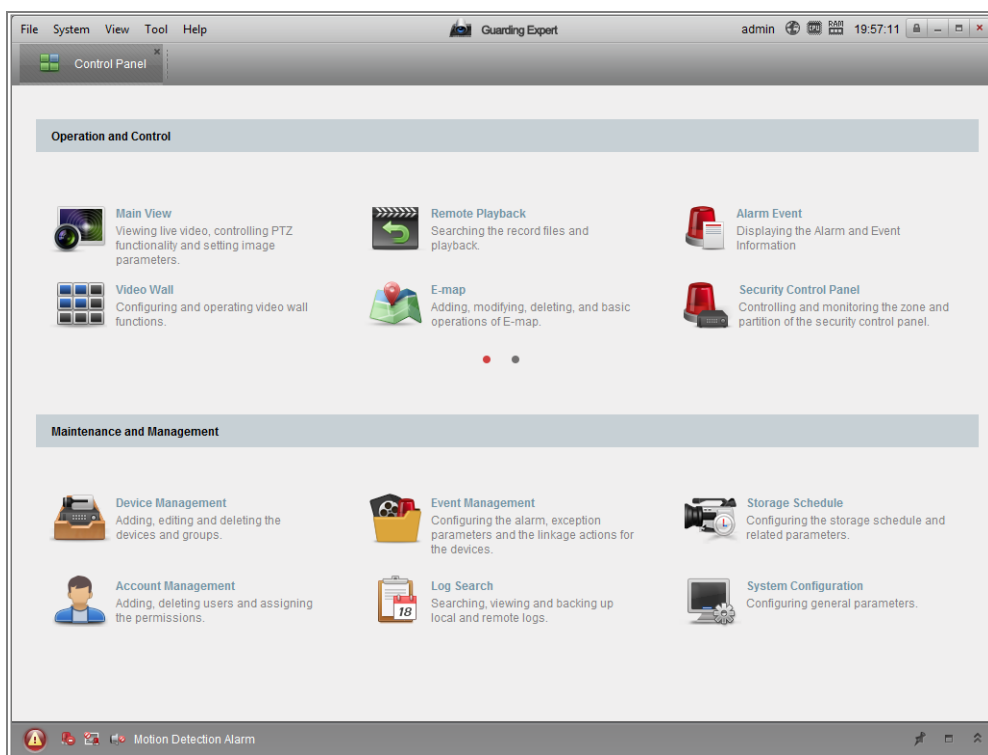 File System View Tool Help Guarding Expert admin CPU RAM 19:57:11
Control Panel
Operation and Control
Main View
Viewing live video, controlling PTZ
functionality and setting image
parameters.
Remote Playback
Searching the record files and
playback.
Alarm Event
Displaying the Alarm and Event
Information
Video Wall
Configuring and operating video wall
functions.
E-map
Adding, modifying, deleting, and basic
operations of E-map.
Security Control Panel
Controlling and monitoring the zone and
partition of the security control panel.
Maintenance and Management
Device Management
Adding, editing and deleting the
devices and groups.
Event Management
Configuring the alarm, exception
parameters and the linkage actions for
the devices.
Storage Schedule
Configuring the storage schedule and
related parameters.
Account Management
Adding, deleting users and assigning
the permissions.
18
Log Search
Searching, viewing and backing up
local and remote logs.
System Configuration
Configuring general parameters.
Motion Detection Alarm